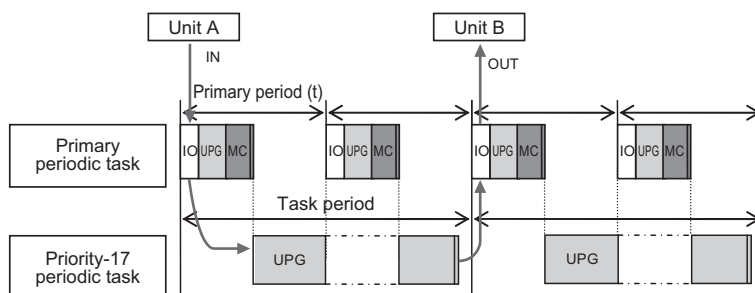 Unit A
Unit B
IN
OUT
Primary period (t)
Primary
periodic task
IO UPG MC
IO UPG MC
IO UPG MC
IO UPG MC
Task period
Priority-17
periodic task
UPG
UPG